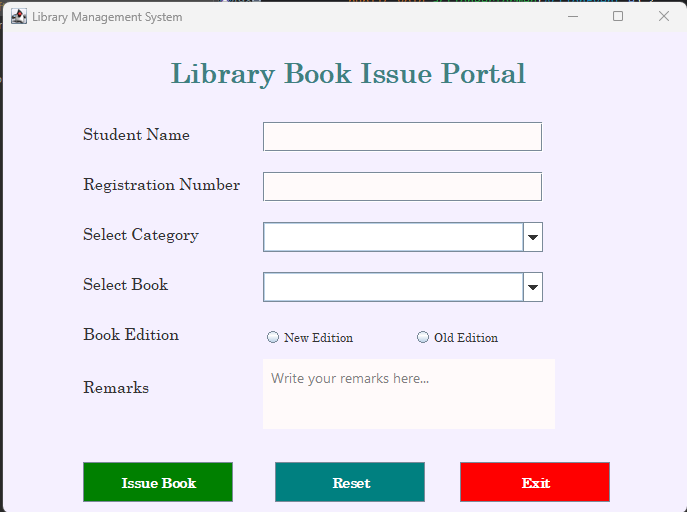 Library Management System
Library Book Issue Portal
Student Name
Registration Number
Select Category
Select Book
Book Edition
New Edition
Old Edition
Remarks
Write your remarks here...
Issue Book
Reset
Exit